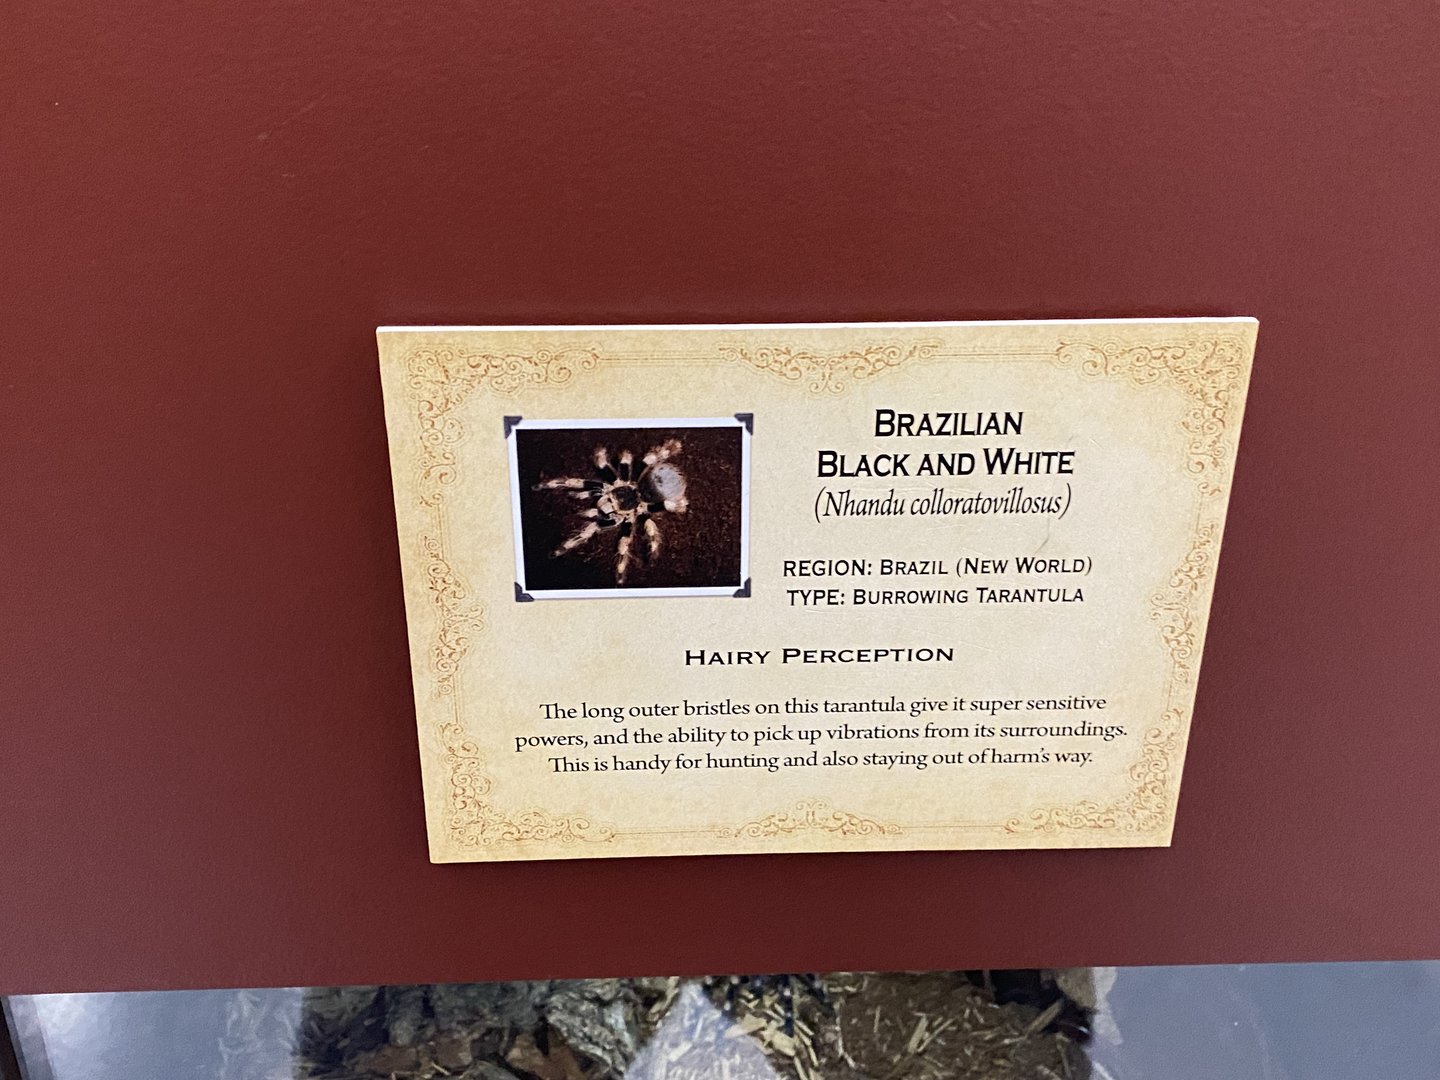 BRAZILIAN
BLACK AND WHITE
(Nhandu colloratovillosus)
REGION: BRAZIL (NEW WORLD)
TYPE: BURROWING TARANTULA
HAIRY PERCEPTION
The long outer bristles on this tarantula give it super sensitive
powers, and the ability to pick up vibrations from its surroundings.
This is handy for hunting and also staying out of harm's way.